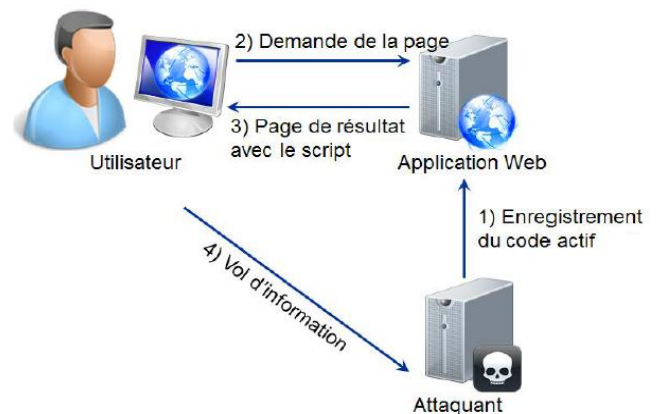 2) Demande de la page
3) Page de résultat
avec le script
Utilisateur
Application Web
1) Enregistrement
du code actif
4) Vol d'information
Attaquant